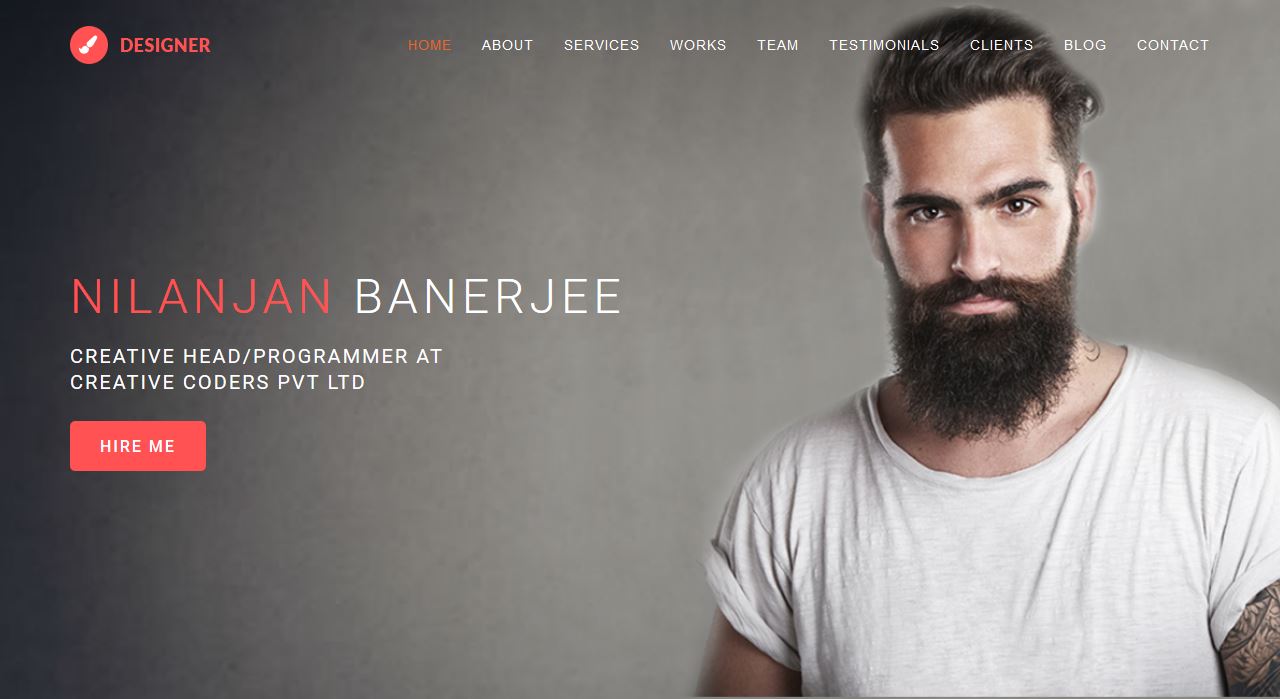 DESIGNER
HOME ABOUT SERVICES WORKS TEAM TESTIMONIALS CLIENTS BLOG CONTACT
NILANJAN BANERJEE
CREATIVE HEAD/PROGRAMMER AT
CREATIVE CODERS PVT LTD
HIRE ME